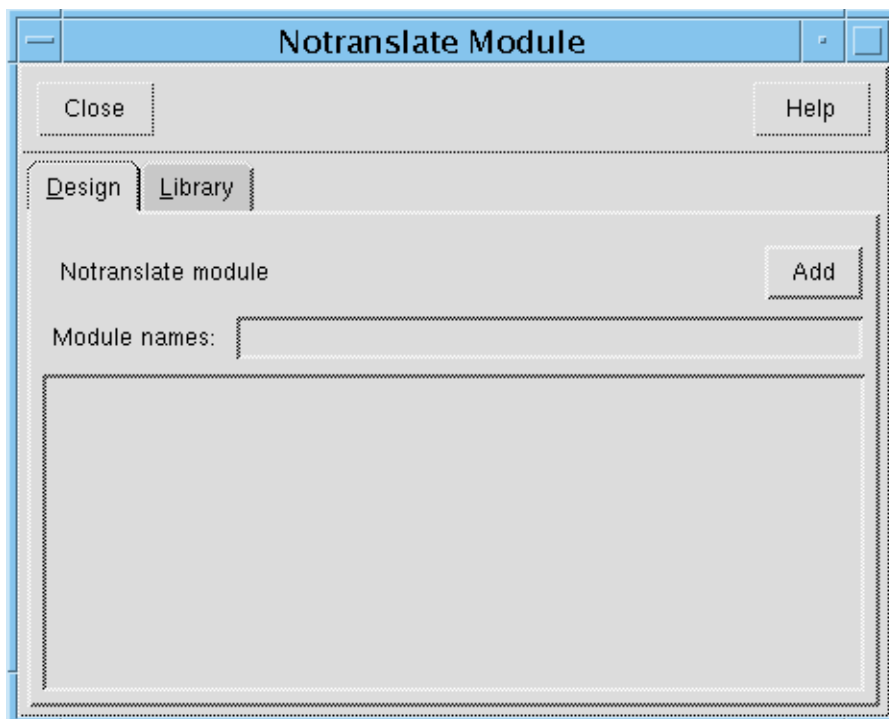 Notranslate Module
Close Help
Design Library
Notranslate module Add
Module names: